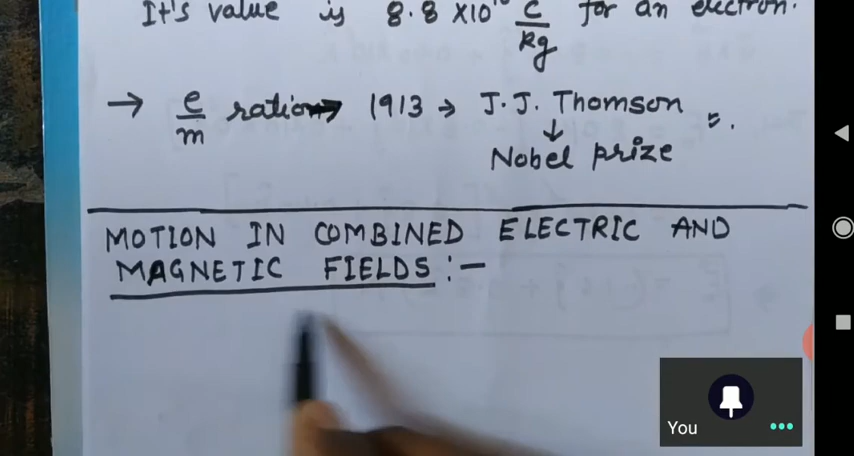 It's value is 8.8 ×10 C/kg for an electron.
→ e/m ratio → 1913 → J.J. Thomson
↓
Nobel prize
MOTION IN COMBINED ELECTRIC AND
MAGNETIC FIELDS :-
You